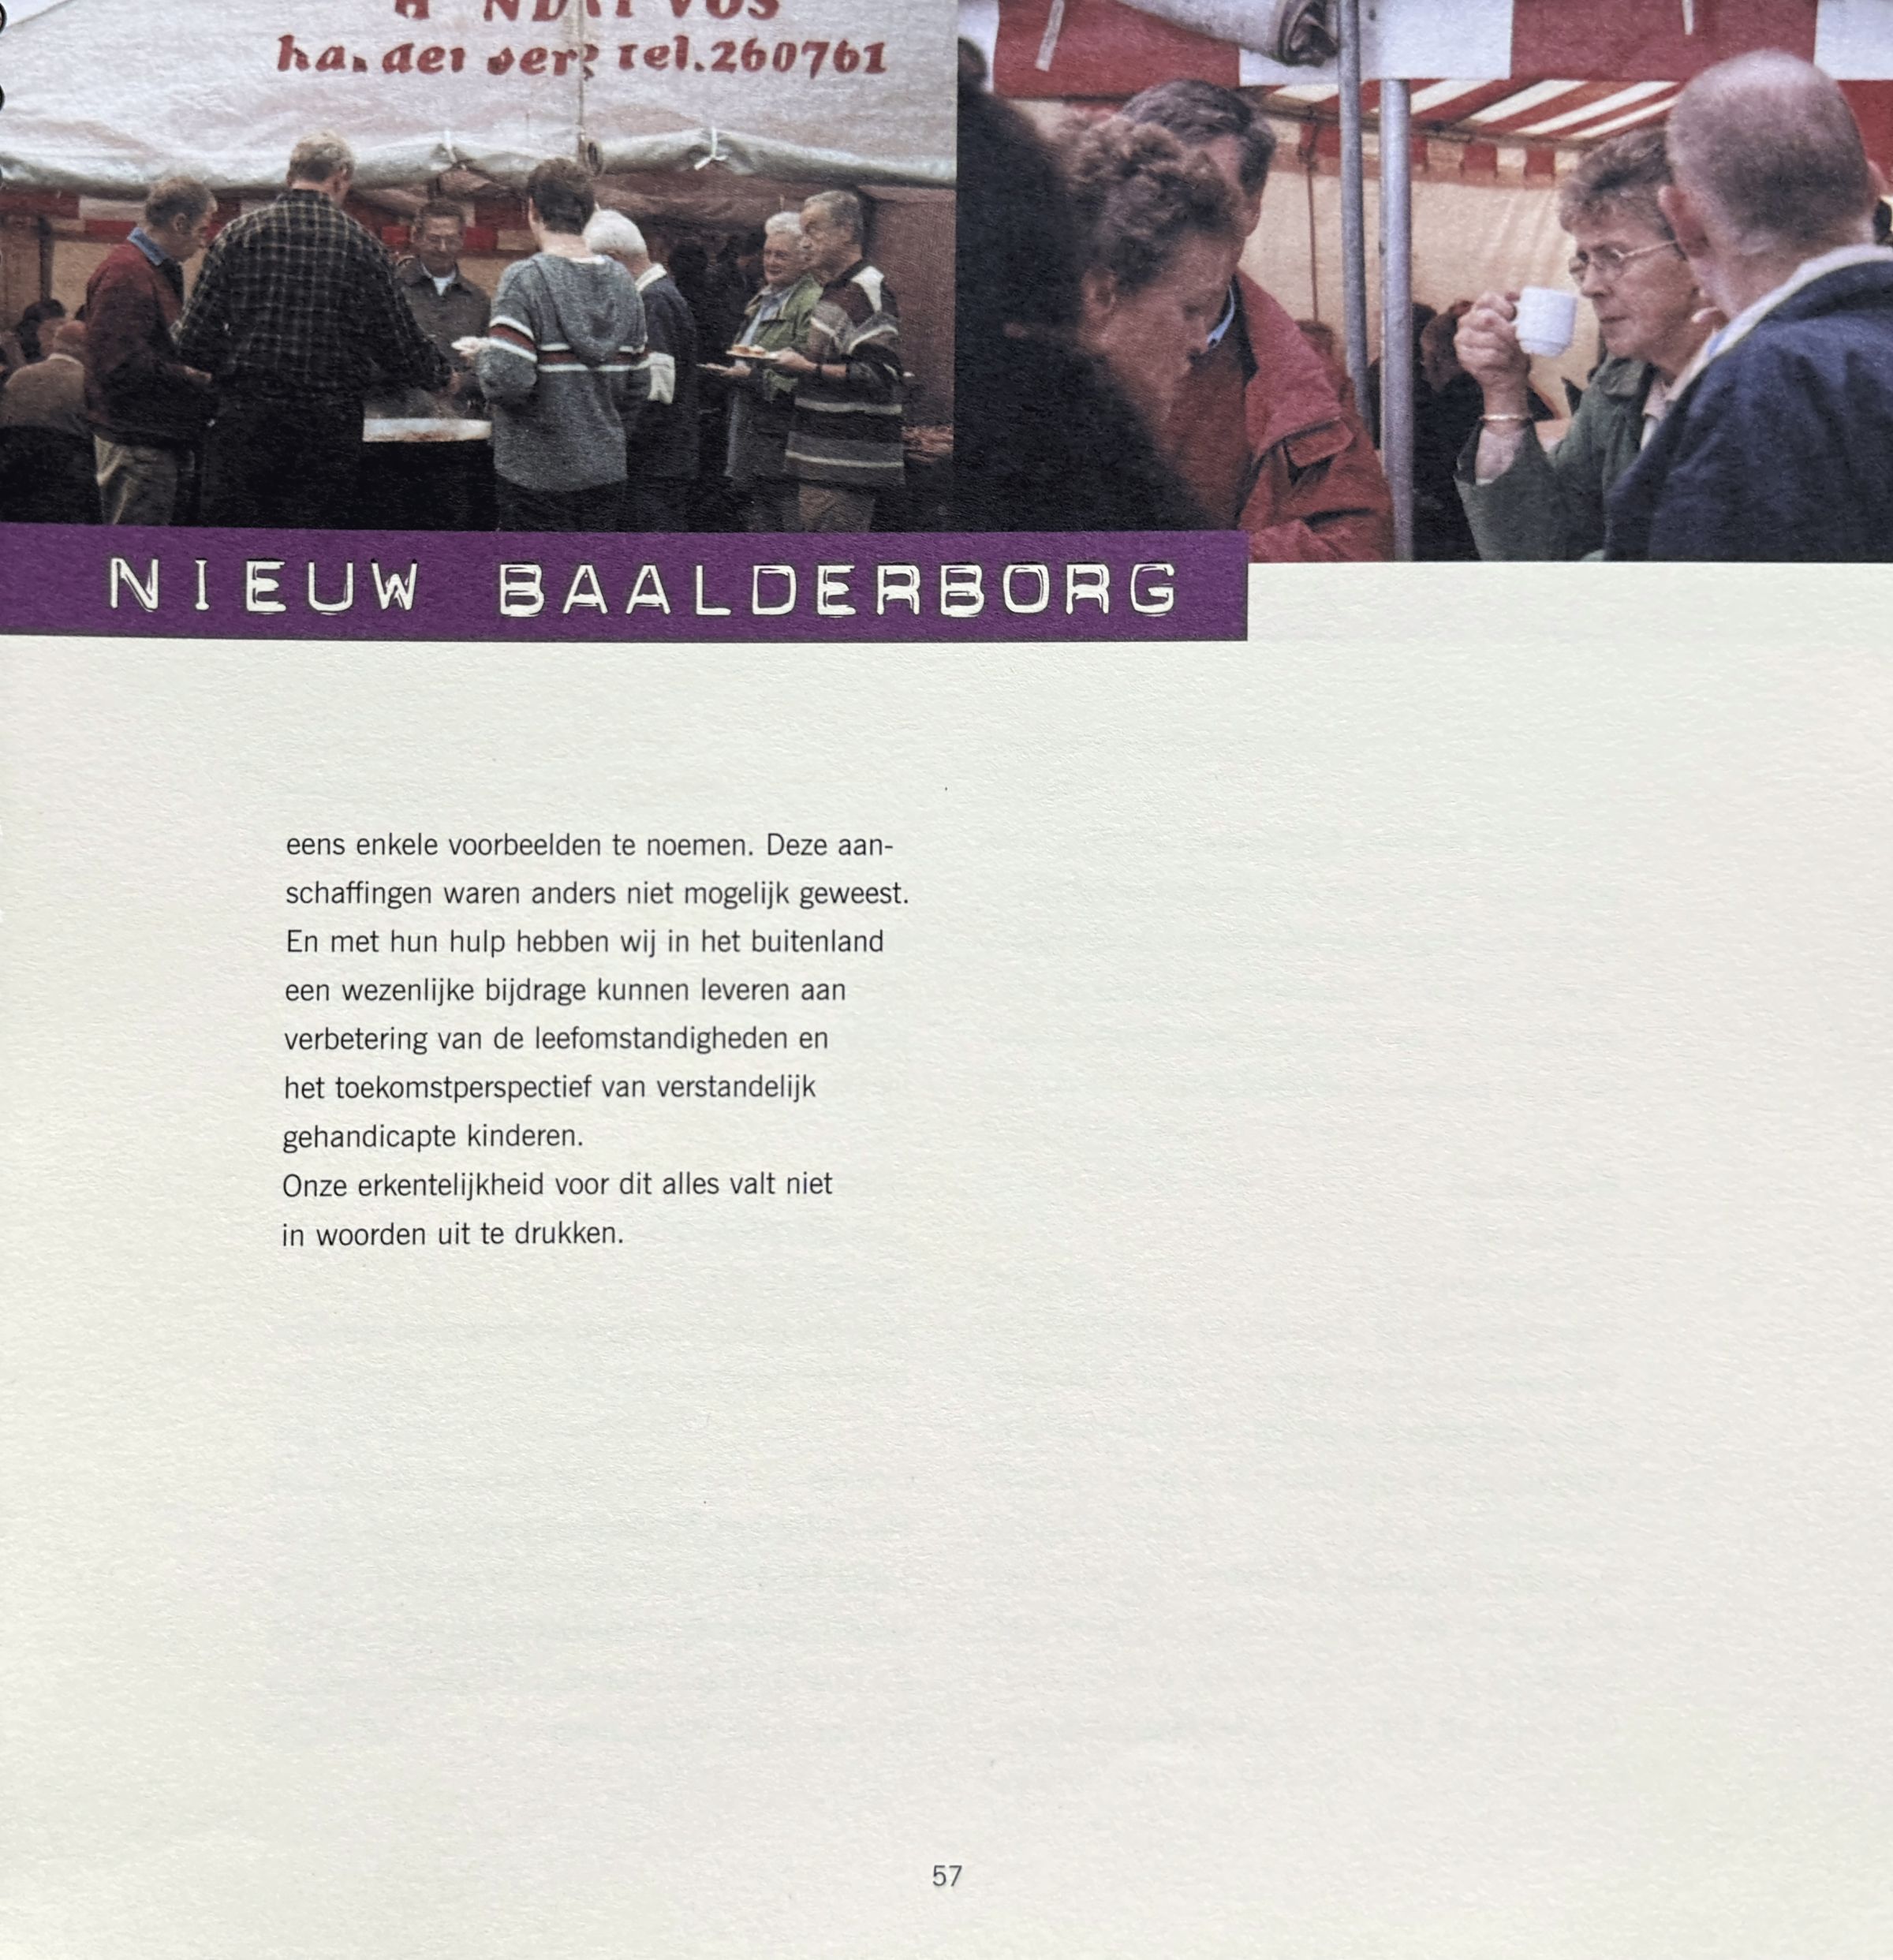 VOS
tel.260761
NIEUW BAALDERBORG
eens enkele voorbeelden te noemen. Deze aan-
schaffingen waren anders niet mogelijk geweest.
En met hun hulp hebben wij in het buitenland
een wezenlijke bijdrage kunnen leveren aan
verbetering van de leefomstandigheden en
het toekomstperspectief van verstandelijk
gehandicapte kinderen.
Onze erkentelijkheid voor dit alles valt niet
in woorden uit te drukken.
57